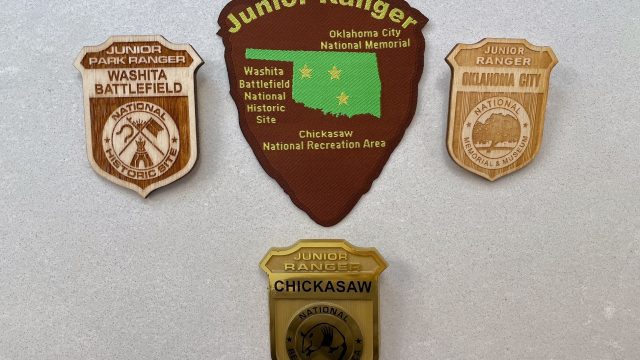 Junior Ranger
Oklahoma City
National Memorial
Washita
Battlefield
National
Historic
Site
Chickasaw
National Recreation Area
JUNIOR
PARK RANGER
WASHITA
BATTLEFIELD
NATIONAL
HISTORIC SITE
JUNIOR
RANGER
OKLAHOMA CITY
NATIONAL
MEMORIAL & MUSEUM
JUNIOR
RANGER
CHICKASAW
NATIONAL